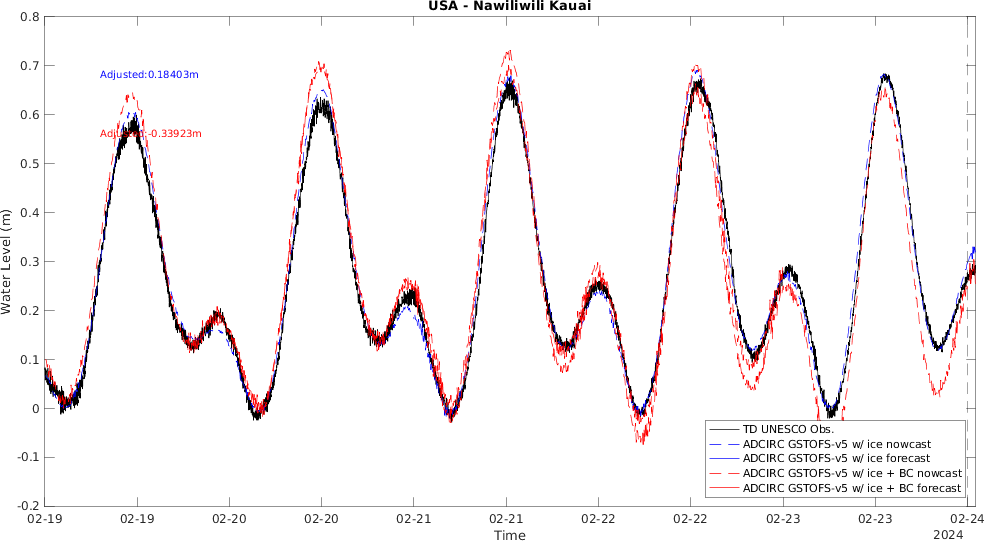 USA - Nawiliwili Kauai
0.8
0.7
0.6
0.5
0.4
0.3
0.2
0.1
0
-0.1
-0.2
Water Level (m)
Adjusted:0.18403m
Adjusted:-0.33923m
TD UNESCO Obs.
ADCIRC GSTOFS-v5 w/ ice nowcast
ADCIRC GSTOFS-v5 w/ ice forecast
ADCIRC GSTOFS-v5 w/ ice + BC nowcast
ADCIRC GSTOFS-v5 w/ ice + BC forecast
02-19 02-19 02-20 02-20 02-21 02-21 02-22 02-22 02-23 02-23 02-24
Time
2024